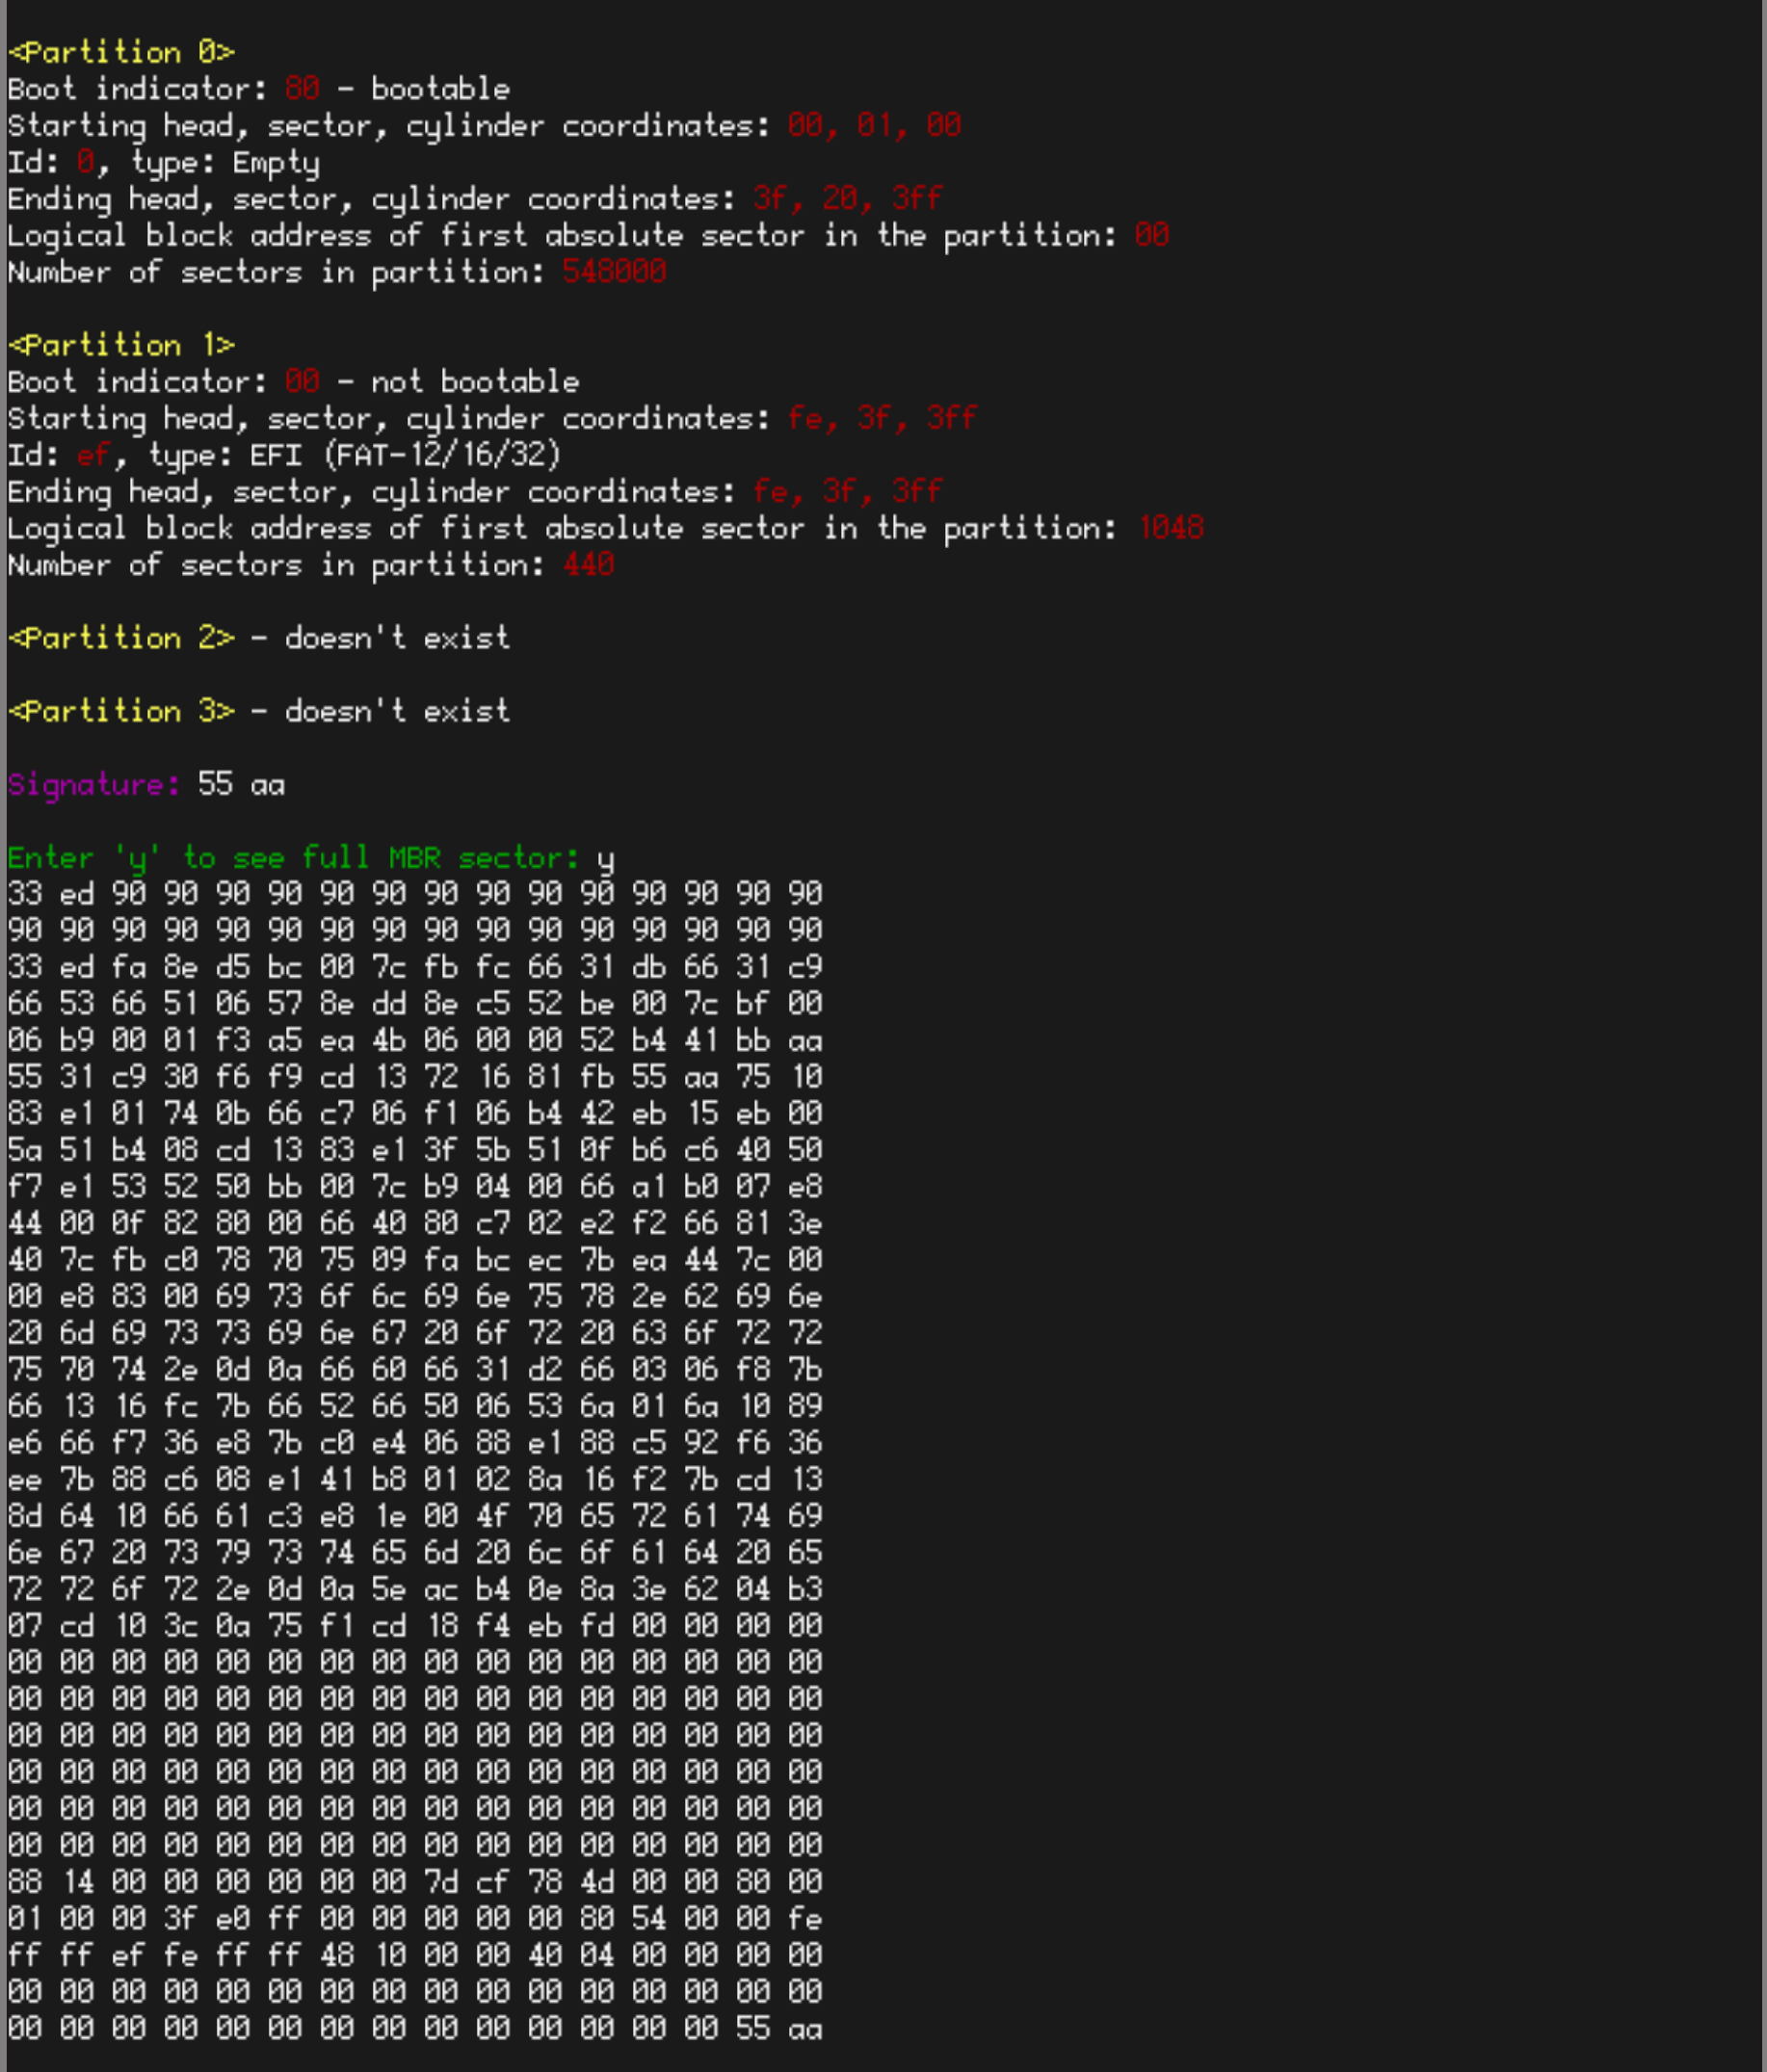 <Partition 0>
Boot indicator: 80 - bootable
Starting head, sector, cylinder coordinates: 00, 01, 00
Id: 0, type: Empty
Ending head, sector, cylinder coordinates: 3f, 20, 3ff
Logical block address of first absolute sector in the partition: 00
Number of sectors in partition: 548000
<Partition 1>
Boot indicator: 00 - not bootable
Starting head, sector, cylinder coordinates: fe, 3f, 3ff
Id: ef, type: EFI (FAT-12/16/32)
Ending head, sector, cylinder coordinates: fe, 3f, 3ff
Logical block address of first absolute sector in the partition: 1048
Number of sectors in partition: 440
<Partition 2> - doesn't exist
<Partition 3> - doesn't exist
Signature: 55 aa
Enter 'y' to see full MBR sector: y
33 ed 90 90 90 90 90 90 90 90 90 90 90 90 90 90
90 90 90 90 90 90 90 90 90 90 90 90 90 90 90 90
33 ed fa 8e d5 bc 00 7c fb fc 66 31 db 66 31 c9
66 53 66 51 06 57 8e dd 8e c5 52 be 00 7c bf 00
06 b9 00 01 f3 a5 ea 4b 06 00 00 52 b4 41 bb aa
55 31 c9 30 f6 f9 cd 13 72 16 81 fb 55 aa 75 10
83 e1 01 74 0b 66 c7 06 f1 06 b4 42 eb 15 eb 00
5a 51 b4 08 cd 13 83 e1 3f 5b 51 0f b6 c6 40 50
f7 e1 53 52 50 bb 00 7c b9 04 00 66 a1 b0 07 e8
44 00 0f 82 80 00 66 40 80 c7 02 e2 f2 66 81 3e
40 7c fb c0 78 70 75 09 fa bc ec 7b ea 44 7c 00
00 e8 83 00 69 73 6f 6c 69 6e 75 78 2e 62 69 6e
20 6d 69 73 73 69 6e 67 20 6f 72 20 63 6f 72 72
75 70 74 2e 0d 0a 66 60 66 31 d2 66 03 06 f8 7b
66 13 16 fc 7b 66 52 66 50 06 53 6a 01 6a 10 89
e6 66 f7 36 e8 7b c0 e4 06 88 e1 88 c5 92 f6 36
ee 7b 88 c6 08 e1 41 b8 01 02 8a 16 f2 7b cd 13
8d 64 10 66 61 c3 e8 1e 00 4f 70 65 72 61 74 69
6e 67 20 73 79 73 74 65 6d 20 6c 6f 61 64 20 65
72 72 6f 72 2e 0d 0a 5e ac b4 0e 8a 3e 62 04 b3
07 cd 10 3c 0a 75 f1 cd 18 f4 eb fd 00 00 00 00
00 00 00 00 00 00 00 00 00 00 00 00 00 00 00 00
00 00 00 00 00 00 00 00 00 00 00 00 00 00 00 00
00 00 00 00 00 00 00 00 00 00 00 00 00 00 00 00
00 00 00 00 00 00 00 00 00 00 00 00 00 00 00 00
00 00 00 00 00 00 00 00 00 00 00 00 00 00 00 00
00 00 00 00 00 00 00 00 00 00 00 00 00 00 00 00
88 14 00 00 00 00 00 00 7d cf 78 4d 00 00 80 00
01 00 00 3f e0 ff 00 00 00 00 00 80 54 00 00 fe
ff ff ef fe ff ff 48 10 00 00 40 04 00 00 00 00
00 00 00 00 00 00 00 00 00 00 00 00 00 00 00 00
00 00 00 00 00 00 00 00 00 00 00 00 00 00 55 aa